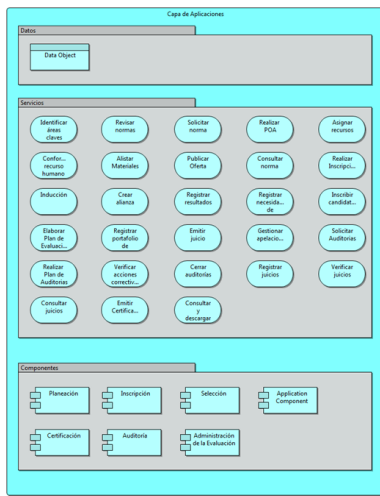 Capa de Aplicaciones
Datos
Data Object
Servicios
Identificar
áreas
claves
Revisar
normas
Solicitar
norma
Realizar
POA
Asignar
recursos
Confor...
recurso
humano
Alistar
Materiales
Publicar
Oferta
Consultar
norma
Realizar
Inscripci...
Inducción
Crear
alianza
Registrar
resultados
Registrar
necesida...
de
Inscribir
candidat...
Elaborar
Plan de
Evaluaci...
Registrar
portafolio
de
Emitir
juicio
Gestionar
apelacio...
Solicitar
Auditorias
Realizar
Plan de
Auditorias
Verificar
acciones
correctiv...
Cerrar
auditorías
Registrar
juicios
Verificar
juicios
Consultar
juicios
Emitir
Certifica...
Consultar
y
descargar
Componentes
Planeación
Inscripción
Selección
Application
Component
Certificación
Auditoría
Administración
de la Evaluación